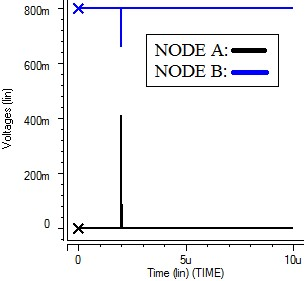 800m
600m
400m
200m
0
Voltages (lin)
NODE A:
NODE B:
0
5u
10u
Time (lin) (TIME)